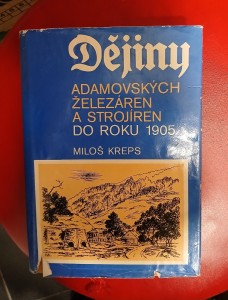 Dějiny
ADAMOVSKÝCH
ŽELEZÁREN
A STROJÍREN
DO ROKU 1905
MILOŠ KREPS